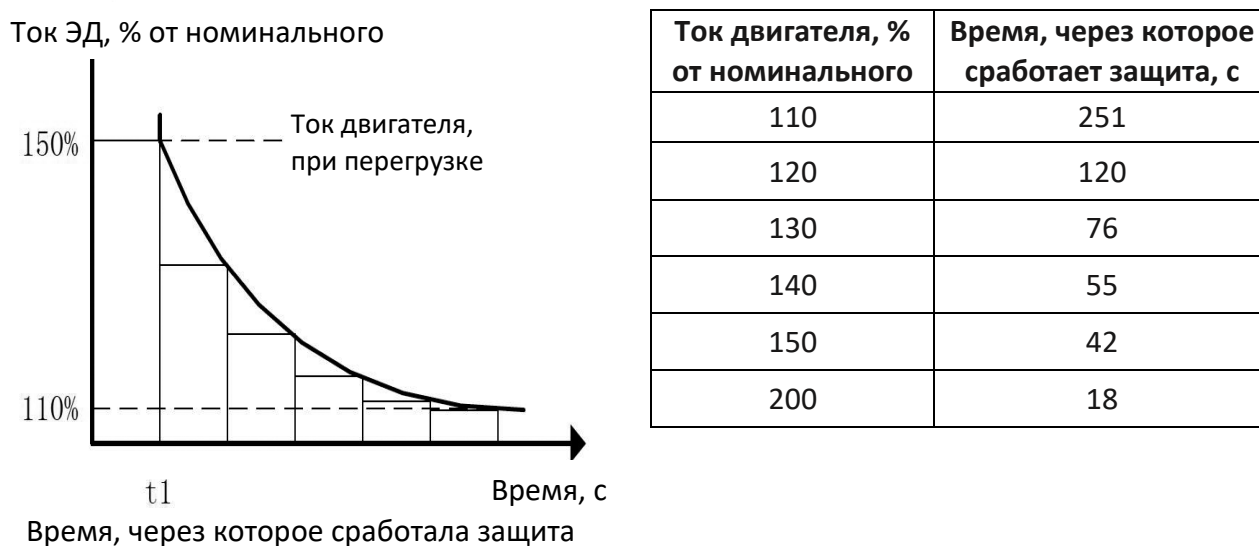 Ток ЭД, % от номинального
150%
Ток двигателя,
при перегрузке
110%
t1
Время, с
Время, через которое сработала защита
Ток двигателя, %
от номинального
Время, через которое
сработает защита, с
110 251
120 120
130 76
140 55
150 42
200 18